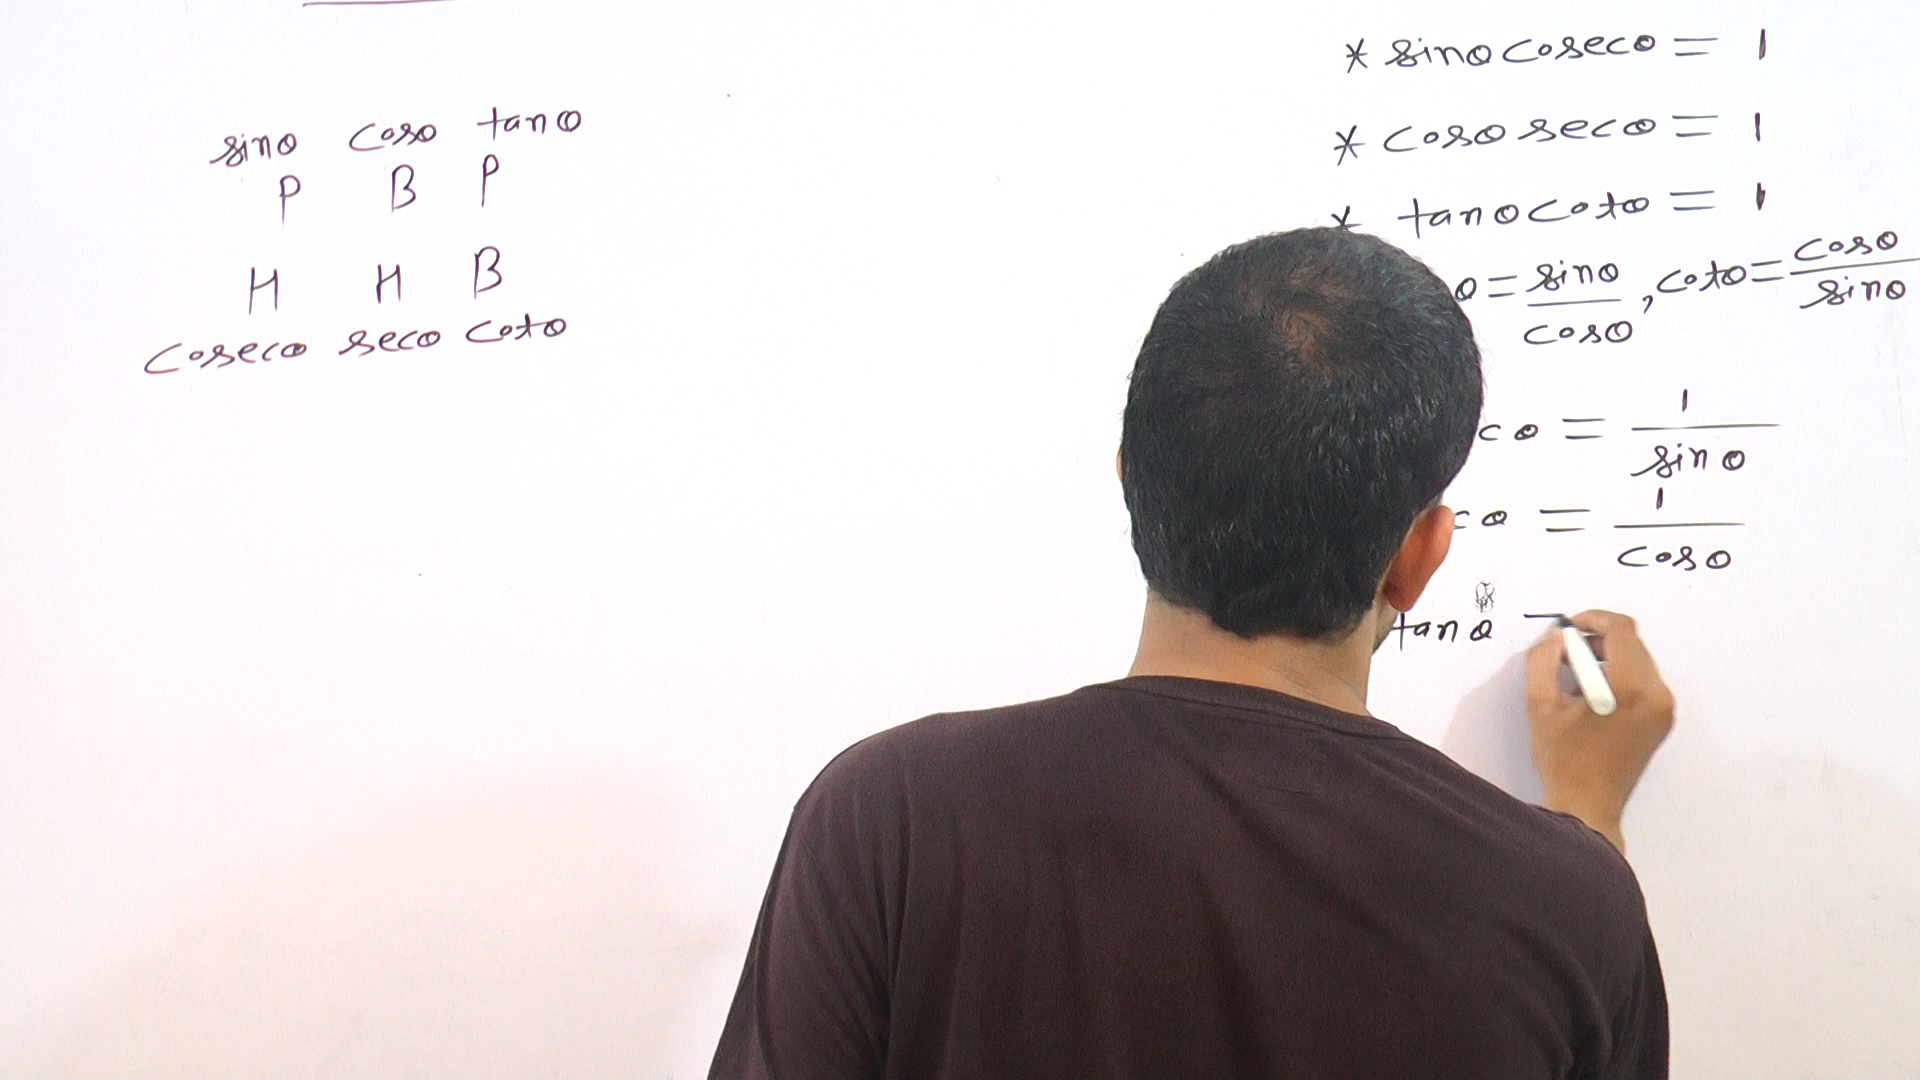 sinθ cosθ tanθ
P B P
H H B
cosecθ secθ cotθ
* sinθ cosecθ = 1
* cosθ secθ = 1
* tanθ cotθ = 1
θ = sinθ/cosθ , cotθ = cosθ/sinθ
cθ = 1/sinθ
cθ = 1/cosθ
tanθ